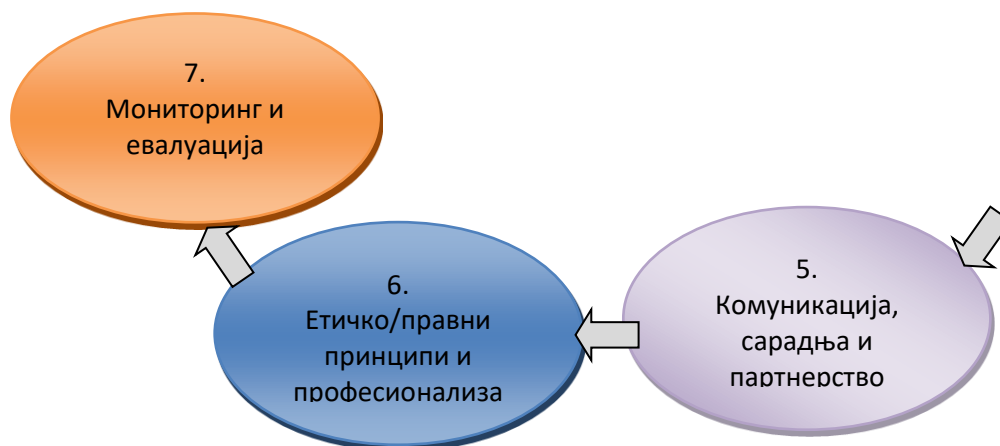 7.
Мониторинг и
евалуација
6.
Етичко/правни
принципи и
професионализа
5.
Комуникација,
сарадња и
партнерство